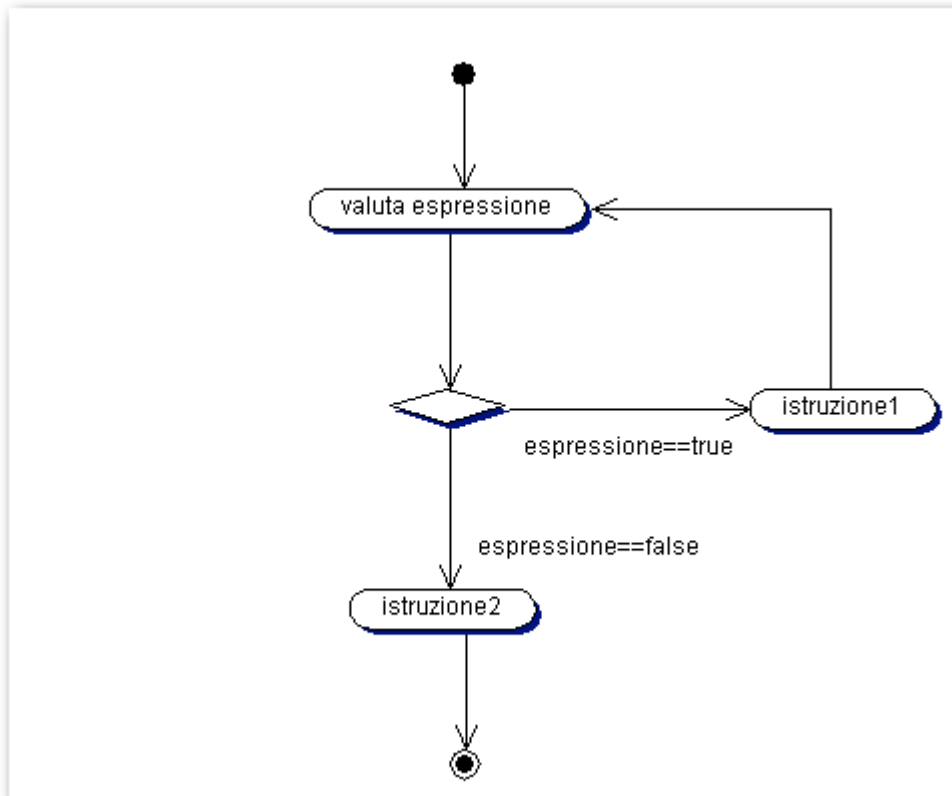 valuta espressione
istruzione1
espressione==true
espressione==false
istruzione2